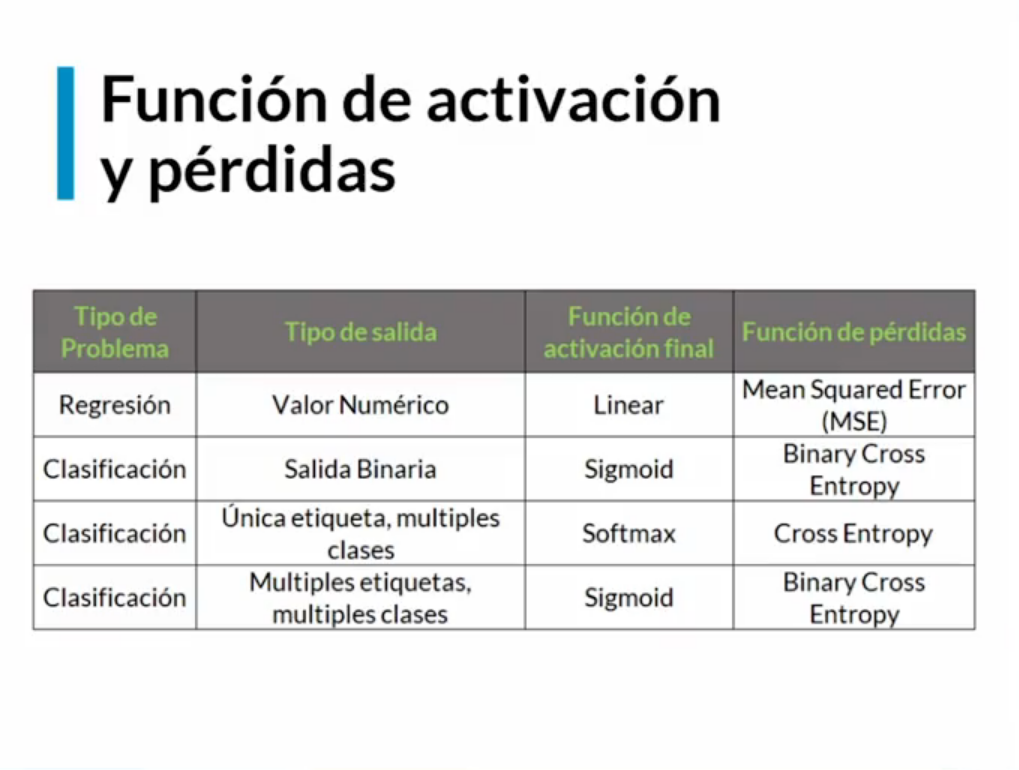 Función de activación
y pérdidas
Tipo de
Problema
Tipo de salida
Función de
activación final
Función de pérdidas
Regresión
Valor Numérico
Linear
Mean Squared Error
(MSE)
Clasificación
Salida Binaria
Sigmoid
Binary Cross
Entropy
Clasificación
Única etiqueta, multiples
clases
Softmax
Cross Entropy
Clasificación
Multiples etiquetas,
multiples clases
Sigmoid
Binary Cross
Entropy